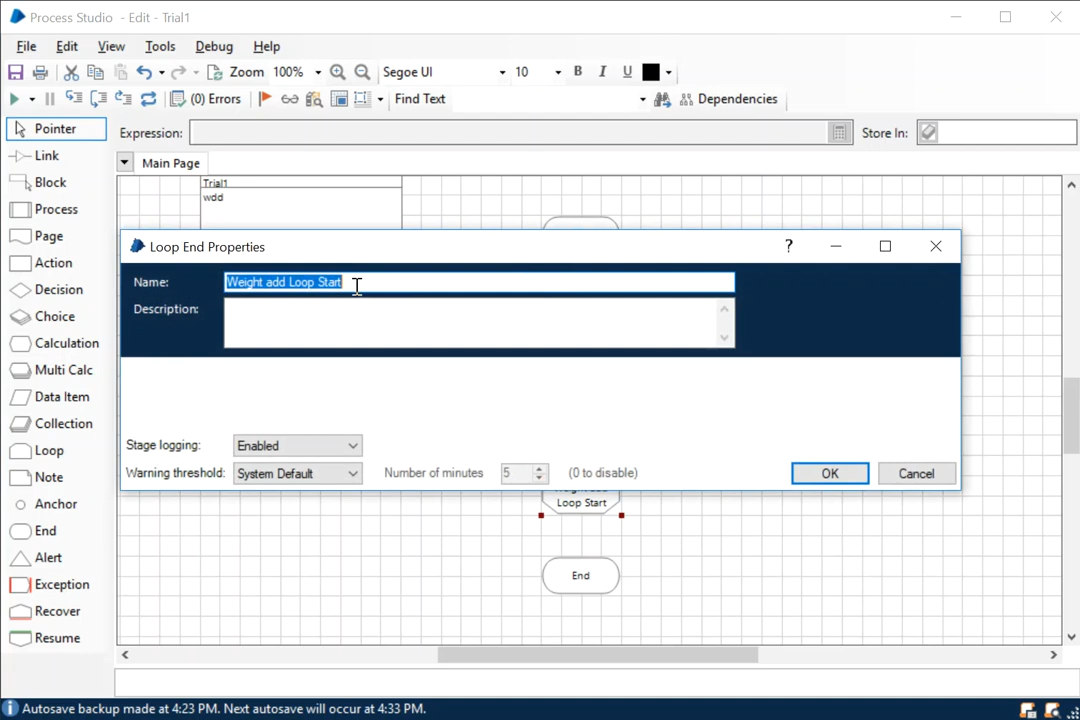 Process Studio - Edit - Trial1
File Edit View Tools Debug Help
Zoom 100% Segoe UI 10 B I U
(0) Errors Find Text Dependencies
Pointer
Expression: Store In:
Link
Main Page
Block
Trial1
wdd
Process
Page
Loop End Properties ?
Action
Name: Weight add Loop Start
Decision
Description:
Choice
Calculation
Multi Calc
Data Item
Collection
Stage logging: Enabled
Loop
Warning threshold: System Default Number of minutes 5 (0 to disable) OK Cancel
Note
Loop Start
Anchor
End
Alert
End
Exception
Recover
Resume
Autosave backup made at 4:23 PM. Next autosave will occur at 4:33 PM.